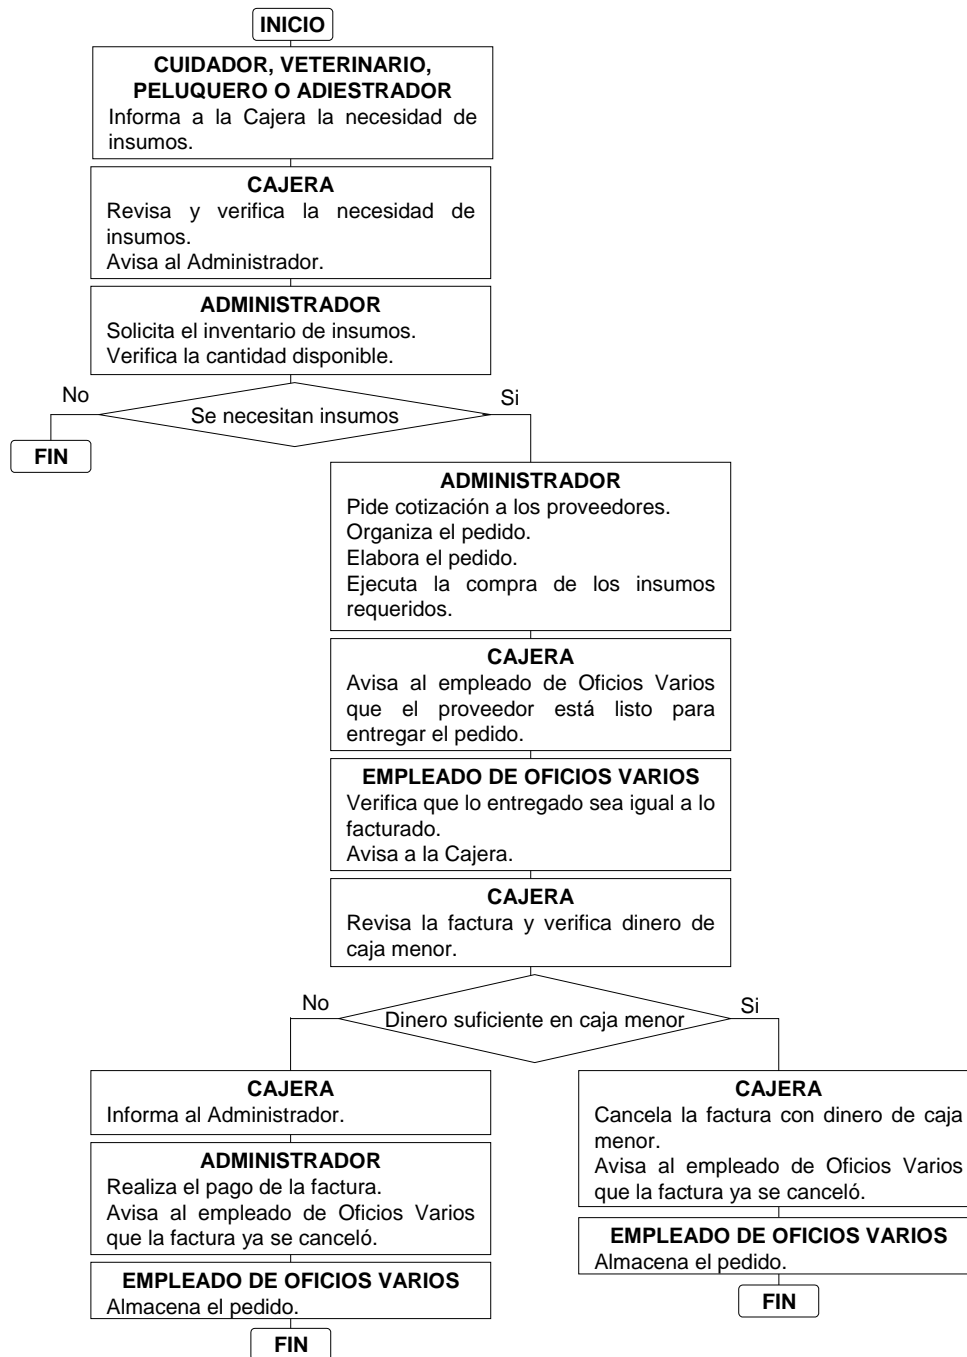 INICIO
CUIDADOR, VETERINARIO,
PELUQUERO O ADIESTRADOR
Informa a la Cajera la necesidad de
insumos.
CAJERA
Revisa y verifica la necesidad de
insumos.
Avisa al Administrador.
ADMINISTRADOR
Solicita el inventario de insumos.
Verifica la cantidad disponible.
No
Si
Se necesitan insumos
FIN
ADMINISTRADOR
Pide cotización a los proveedores.
Organiza el pedido.
Elabora el pedido.
Ejecuta la compra de los insumos
requeridos.
CAJERA
Avisa al empleado de Oficios Varios
que el proveedor está listo para
entregar el pedido.
EMPLEADO DE OFICIOS VARIOS
Verifica que lo entregado sea igual a lo
facturado.
Avisa a la Cajera.
CAJERA
Revisa la factura y verifica dinero de
caja menor.
No
Si
Dinero suficiente en caja menor
CAJERA
Informa al Administrador.
ADMINISTRADOR
Realiza el pago de la factura.
Avisa al empleado de Oficios Varios
que la factura ya se canceló.
EMPLEADO DE OFICIOS VARIOS
Almacena el pedido.
FIN
CAJERA
Cancela la factura con dinero de caja
menor.
Avisa al empleado de Oficios Varios
que la factura ya se canceló.
EMPLEADO DE OFICIOS VARIOS
Almacena el pedido.
FIN